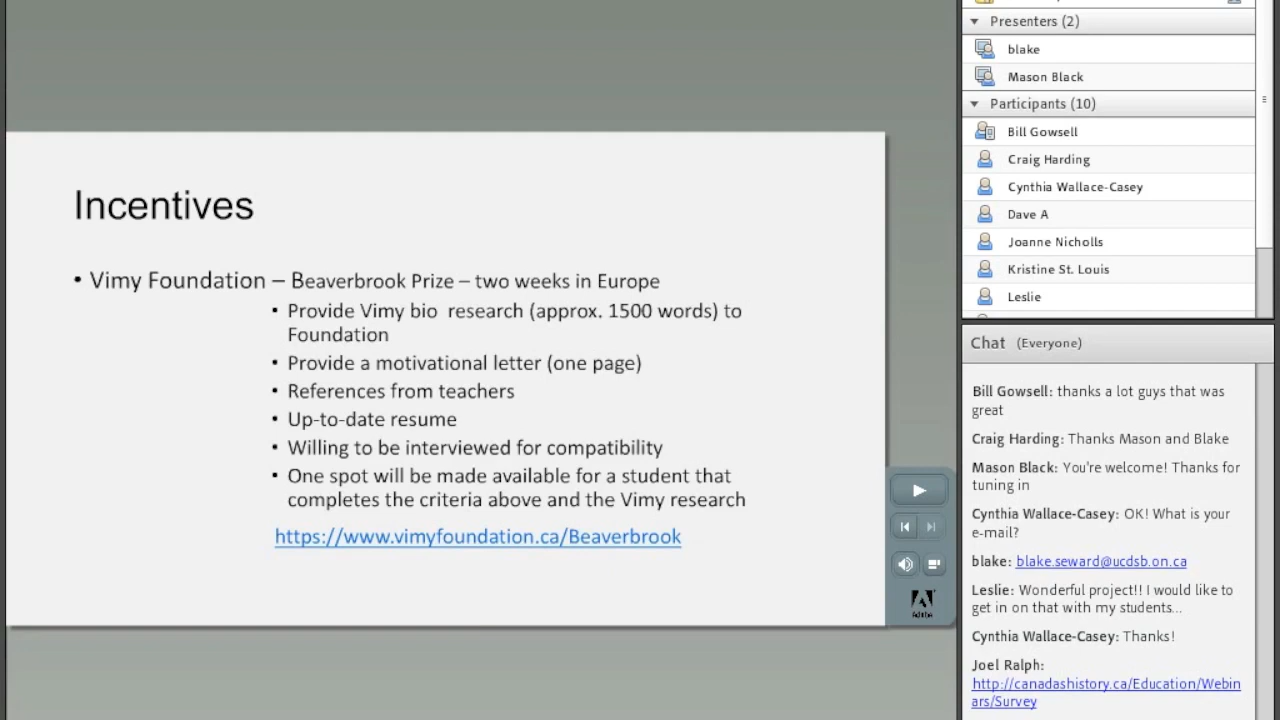 Incentives
• Vimy Foundation – Beaverbrook Prize – two weeks in Europe
• Provide Vimy bio research (approx. 1500 words) to
Foundation
• Provide a motivational letter (one page)
• References from teachers
• Up-to-date resume
• Willing to be interviewed for compatibility
• One spot will be made available for a student that
completes the criteria above and the Vimy research
https://www.vimyfoundation.ca/Beaverbrook
Adobe
Presenters (2)
blake
Mason Black
Participants (10)
Bill Gowsell
Craig Harding
Cynthia Wallace-Casey
Dave A
Joanne Nicholls
Kristine St. Louis
Leslie
Chat (Everyone)
Bill Gowsell: thanks a lot guys that was
great
Craig Harding: Thanks Mason and Blake
Mason Black: You're welcome! Thanks for
tuning in
Cynthia Wallace-Casey: OK! What is your
e-mail?
blake: blake.seward@ucdsb.on.ca
Leslie: Wonderful project!! I would like to
get in on that with my students...
Cynthia Wallace-Casey: Thanks!
Joel Ralph:
http://canadashistory.ca/Education/Webin
ars/Survey